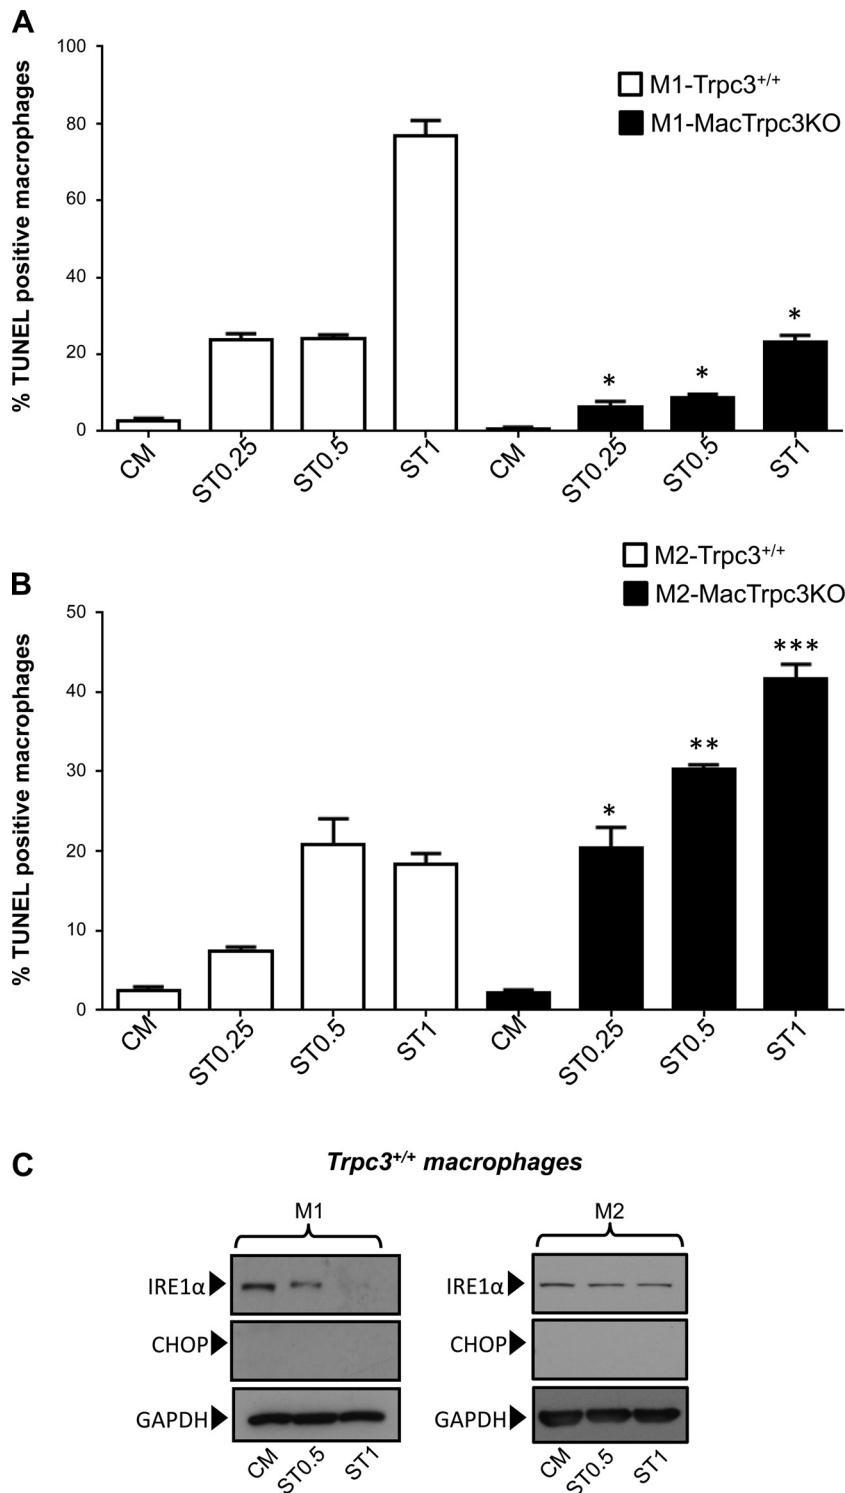 A
% TUNEL positive macrophages
100
80
60
40
20
0
M1-Trpc3+/+
M1-MacTrpc3KO
*
*
*
CM
ST0.25
ST0.5
ST1
CM
ST0.25
ST0.5
ST1
B
% TUNEL positive macrophages
50
40
30
20
10
0
M2-Trpc3+/+
M2-MacTrpc3KO
*
**
***
CM
ST0.25
ST0.5
ST1
CM
ST0.25
ST0.5
ST1
C
Trpc3+/+ macrophages
M1
IRE1α
CHOP
GAPDH
CM
ST0.5
ST1
M2
IRE1α
CHOP
GAPDH
CM
ST0.5
ST1